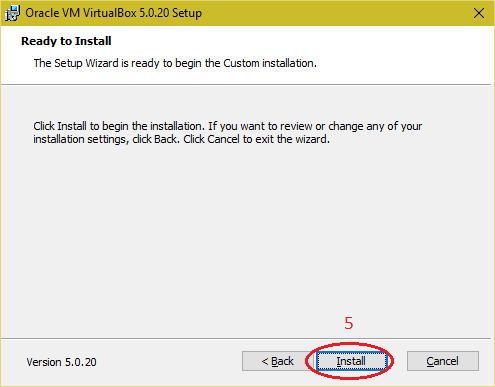 Oracle VM VirtualBox 5.0.20 Setup
Ready to Install
The Setup Wizard is ready to begin the Custom installation.
Click Install to begin the installation. If you want to review or change any of your
installation settings, click Back. Click Cancel to exit the wizard.
5
Version 5.0.20
< Back
Install
Cancel